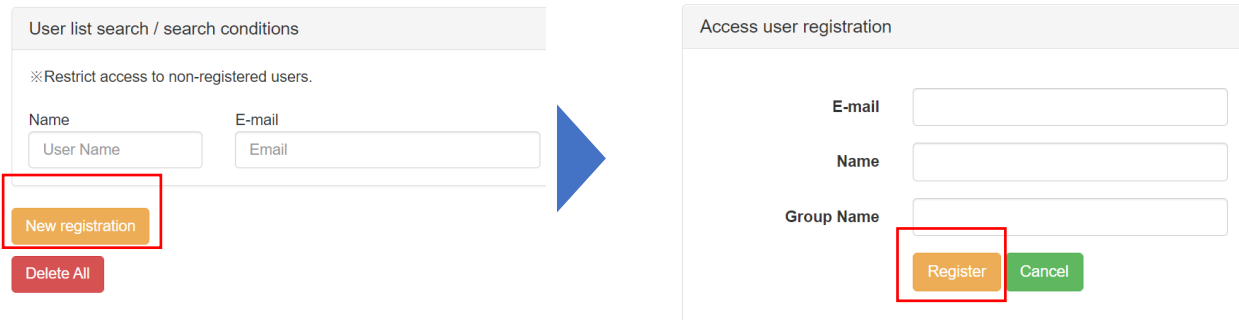 User list search / search conditions
※Restrict access to non-registered users.
Name E-mail
User Name Email
New registration
Delete All
Access user registration
E-mail
Name
Group Name
Register Cancel